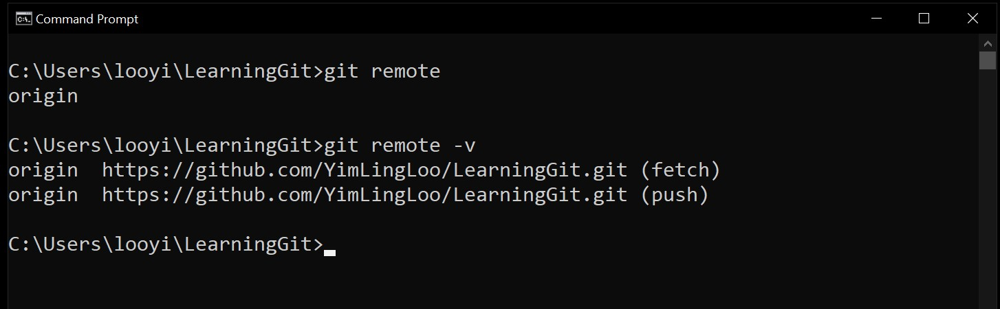 Command Prompt
C:\Users\looyi\LearningGit>git remote
origin
C:\Users\looyi\LearningGit>git remote -v
origin  https://github.com/YimLingLoo/LearningGit.git (fetch)
origin  https://github.com/YimLingLoo/LearningGit.git (push)
C:\Users\looyi\LearningGit>